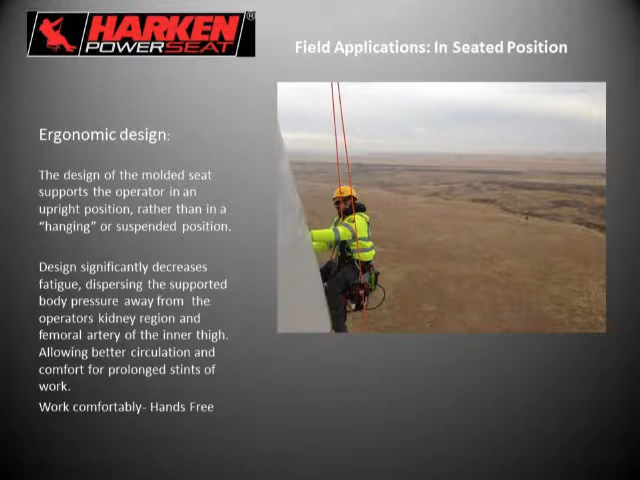 HARKEN®
POWERSEAT
Field Applications: In Seated Position
Ergonomic design:
The design of the molded seat
supports the operator in an
upright position, rather than in a
“hanging” or suspended position.
Design significantly decreases
fatigue, dispersing the supported
body pressure away from the
operators kidney region and
femoral artery of the inner thigh.
Allowing better circulation and
comfort for prolonged stints of
work.
Work comfortably- Hands Free